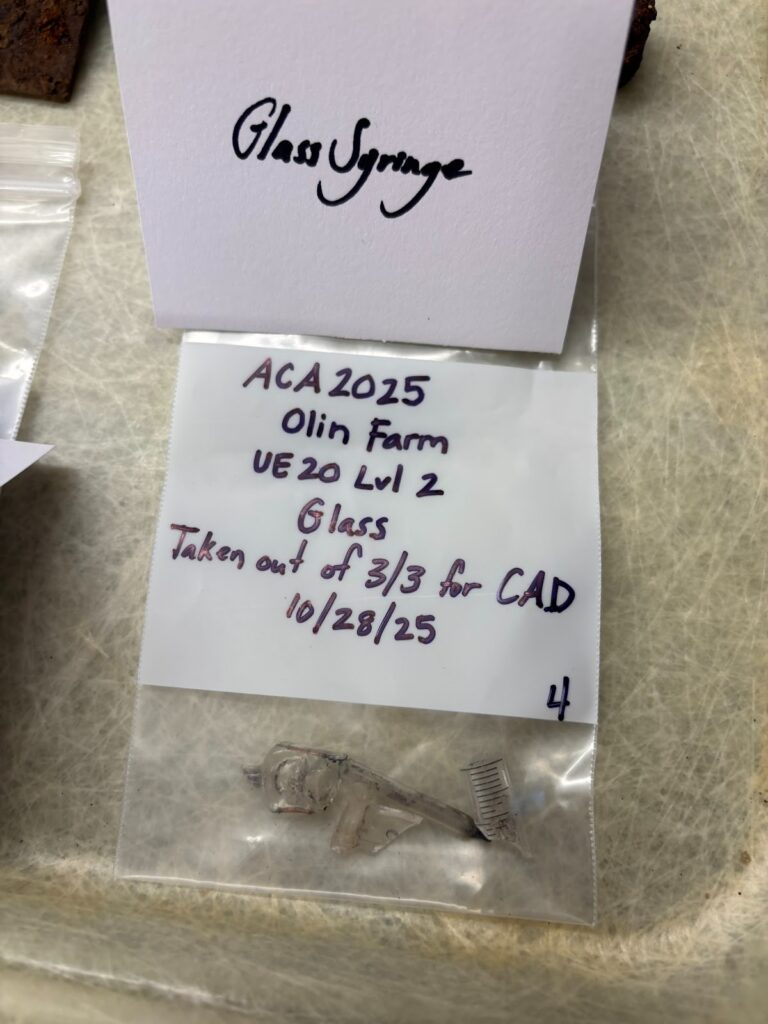 Glass Syringe
ACA 2025
Olin Farm
UE 20 Lvl 2
Glass
Taken out of 3/3 for CAD
10/28/25
4